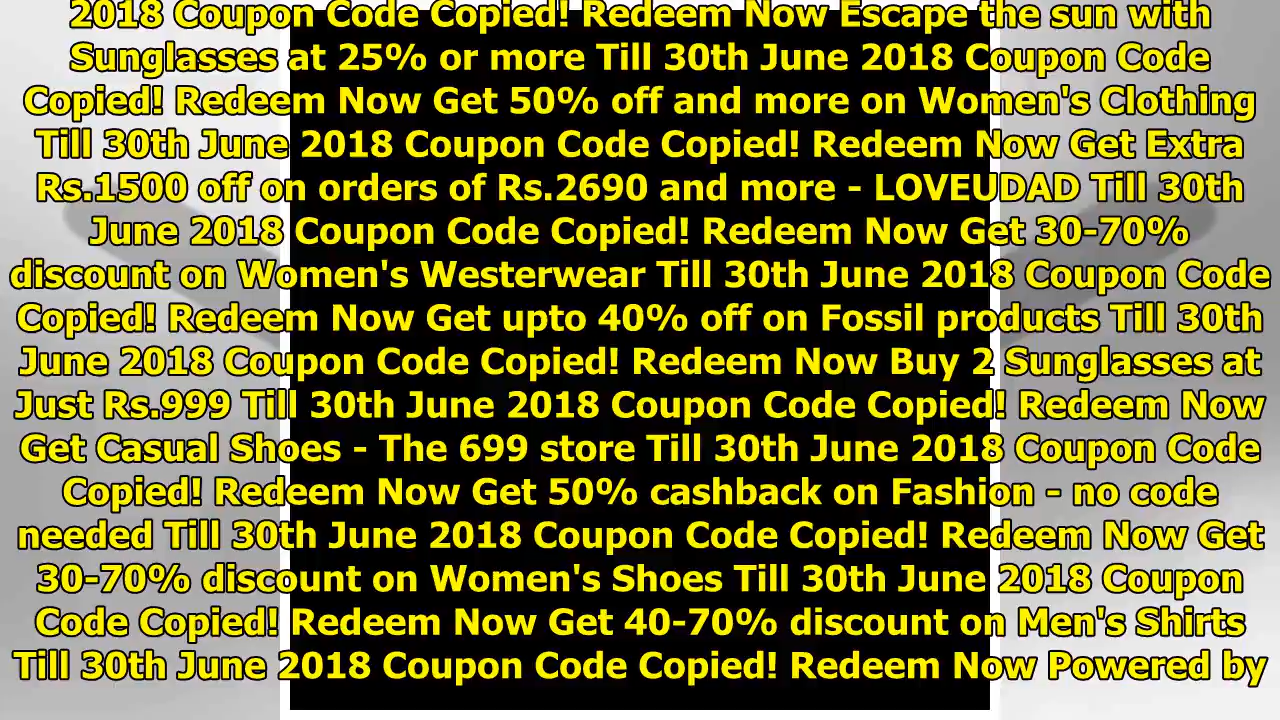 2018 Coupon Code Copied! Redeem Now Escape the sun with
Sunglasses at 25% or more Till 30th June 2018 Coupon Code
Copied! Redeem Now Get 50% off and more on Women's Clothing
Till 30th June 2018 Coupon Code Copied! Redeem Now Get Extra
Rs.1500 off on orders of Rs.2690 and more - LOVEUDAD Till 30th
June 2018 Coupon Code Copied! Redeem Now Get 30-70%
discount on Women's Westerwear Till 30th June 2018 Coupon Code
Copied! Redeem Now Get upto 40% off on Fossil products Till 30th
June 2018 Coupon Code Copied! Redeem Now Buy 2 Sunglasses at
Just Rs.999 Till 30th June 2018 Coupon Code Copied! Redeem Now
Get Casual Shoes - The 699 store Till 30th June 2018 Coupon Code
Copied! Redeem Now Get 50% cashback on Fashion - no code
needed Till 30th June 2018 Coupon Code Copied! Redeem Now Get
30-70% discount on Women's Shoes Till 30th June 2018 Coupon
Code Copied! Redeem Now Get 40-70% discount on Men's Shirts
Till 30th June 2018 Coupon Code Copied! Redeem Now Powered by